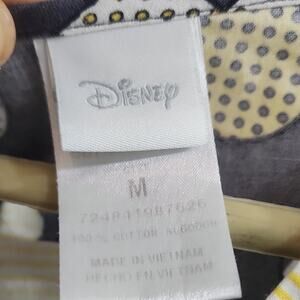 Disney
M
724841987626
100% COTTON · ALGODON
MADE IN VIETNAM
HECHO EN VIETNAM